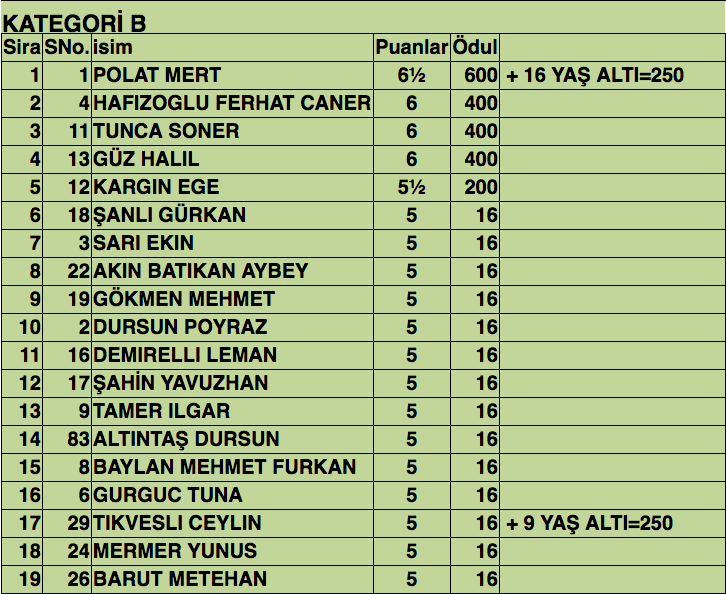 KATEGORİ B
Sira SNo. isim Puanlar Ödul
1 1 POLAT MERT 6½ 600 + 16 YAŞ ALTI=250
2 4 HAFIZOGLU FERHAT CANER 6 400
3 11 TUNCA SONER 6 400
4 13 GÜZ HALIL 6 400
5 12 KARGIN EGE 5½ 200
6 18 ŞANLI GÜRKAN 5 16
7 3 SARI EKIN 5 16
8 22 AKIN BATIKAN AYBEY 5 16
9 19 GÖKMEN MEHMET 5 16
10 2 DURSUN POYRAZ 5 16
11 16 DEMIRELLI LEMAN 5 16
12 17 ŞAHİN YAVUZHAN 5 16
13 9 TAMER ILGAR 5 16
14 83 ALTINTAŞ DURSUN 5 16
15 8 BAYLAN MEHMET FURKAN 5 16
16 6 GURGUC TUNA 5 16
17 29 TIKVESLI CEYLIN 5 16 + 9 YAŞ ALTI=250
18 24 MERMER YUNUS 5 16
19 26 BARUT METEHAN 5 16